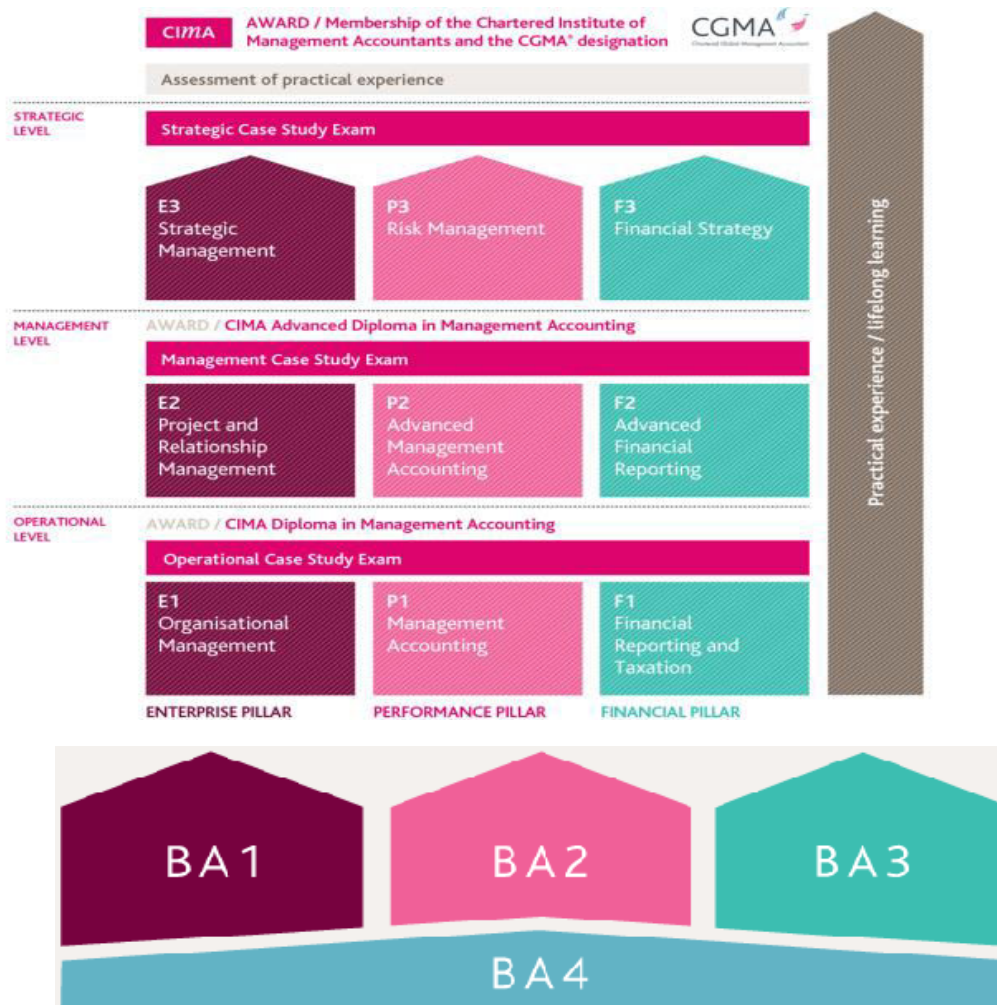 CIMA
AWARD / Membership of the Chartered Institute of
Management Accountants and the CGMA® designation
CGMA
Chartered Global Management Accountant
Assessment of practical experience
STRATEGIC
LEVEL
Strategic Case Study Exam
E3
Strategic
Management
P3
Risk Management
F3
Financial Strategy
MANAGEMENT
LEVEL
AWARD / CIMA Advanced Diploma in Management Accounting
Management Case Study Exam
E2
Project and
Relationship
Management
P2
Advanced
Management
Accounting
F2
Advanced
Financial
Reporting
OPERATIONAL
LEVEL
AWARD / CIMA Diploma in Management Accounting
Operational Case Study Exam
E1
Organisational
Management
P1
Management
Accounting
F1
Financial
Reporting and
Taxation
ENTERPRISE PILLAR
PERFORMANCE PILLAR
FINANCIAL PILLAR
Practical experience / lifelong learning
BA1
BA2
BA3
BA4